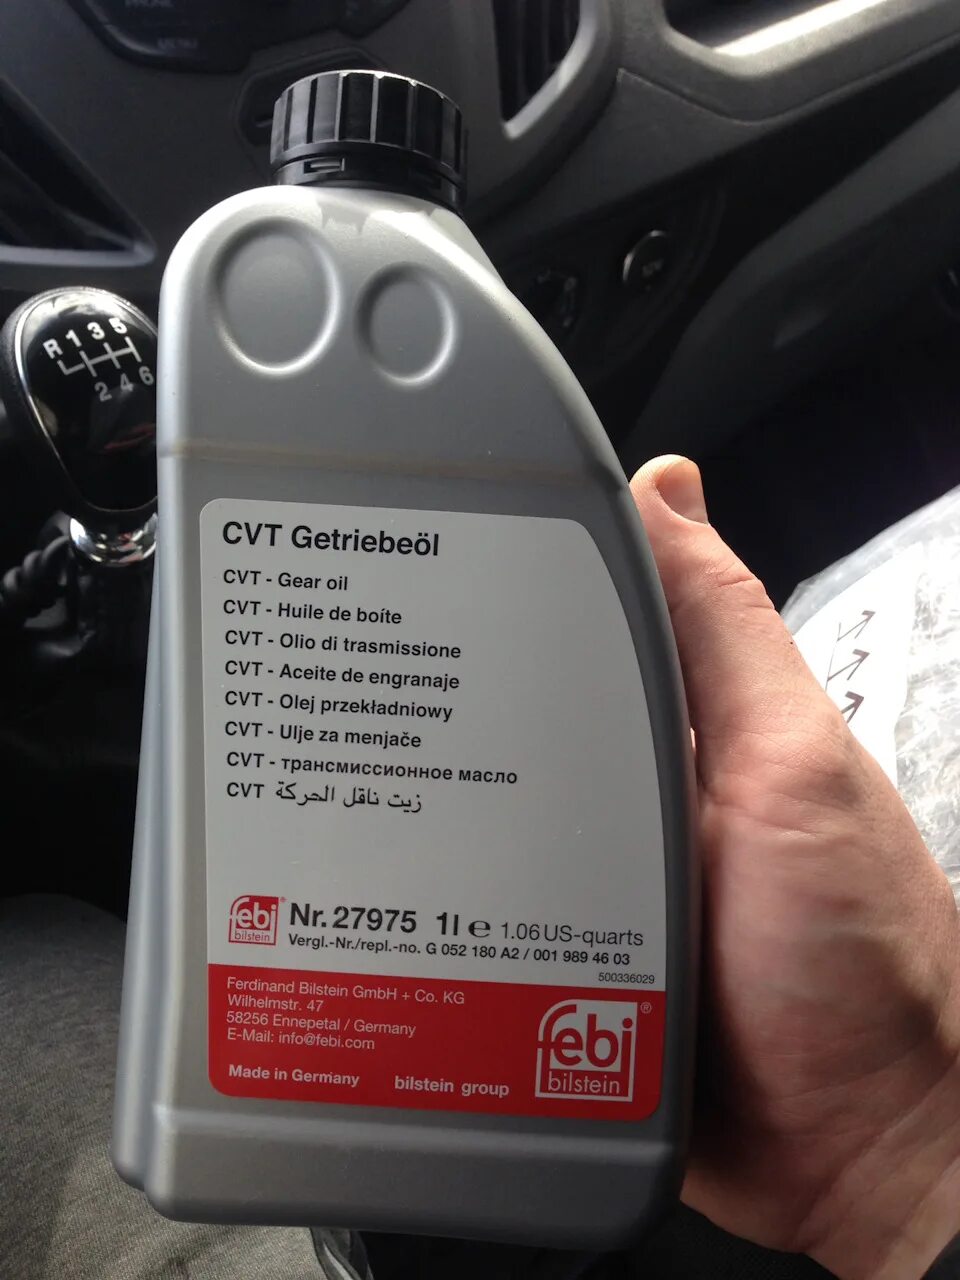 R 1 3 5
2 4 6
CVT Getriebeöl
CVT - Gear oil
CVT - Huile de boîte
CVT - Olio di trasmissione
CVT - Aceite de engranaje
CVT - Olej przekładniowy
CVT - Ulje za menjače
CVT - трансмиссионное масло
CVT زيت ناقل الحركة
febi® bilstein Nr. 27975 1l ℮ 1.06 US-quarts
Vergl.-Nr./repl.-no. G 052 180 A2 / 001 989 46 03
500336029
Ferdinand Bilstein GmbH + Co. KG
Wilhelmstr. 47
58256 Ennepetal / Germany
E-Mail: info@febi.com
Made in Germany bilstein group
febi®
bilstein